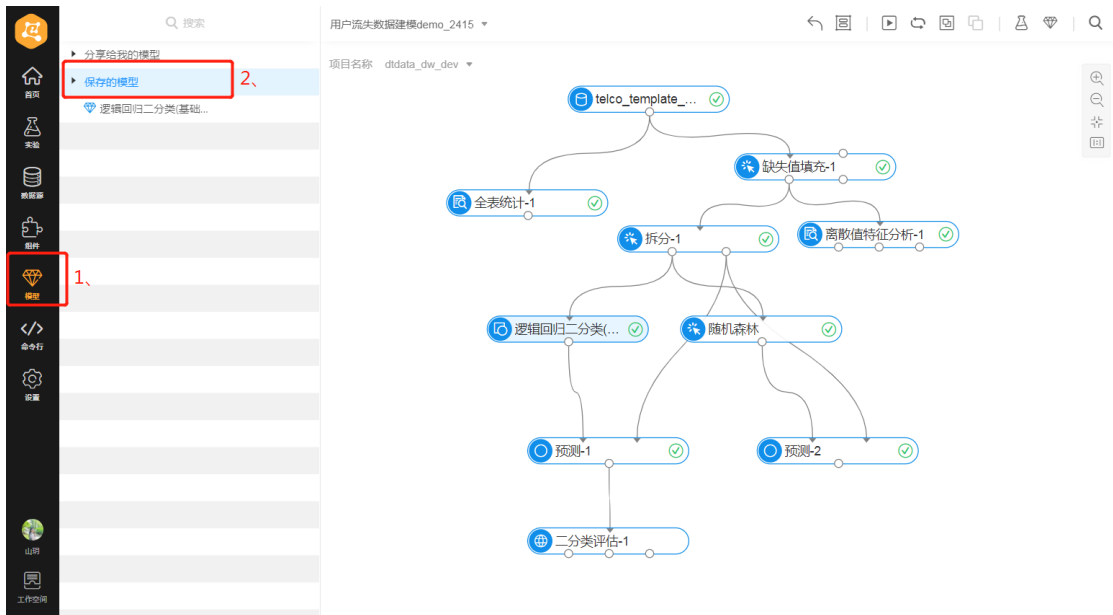 搜索
分享给我的模型
保存的模型
2、
逻辑回归二分类(基础...
首页
实验
数据源
组件
模型
1、
</>
命令行
设置
山玥
工作空间
用户流失数据建模demo_2415
项目名称 dtdata_dw_dev
telco_template_...
缺失值填充-1
全表统计-1
拆分-1
离散值特征分析-1
逻辑回归二分类(...
随机森林
预测-1
预测-2
二分类评估-1
1:1